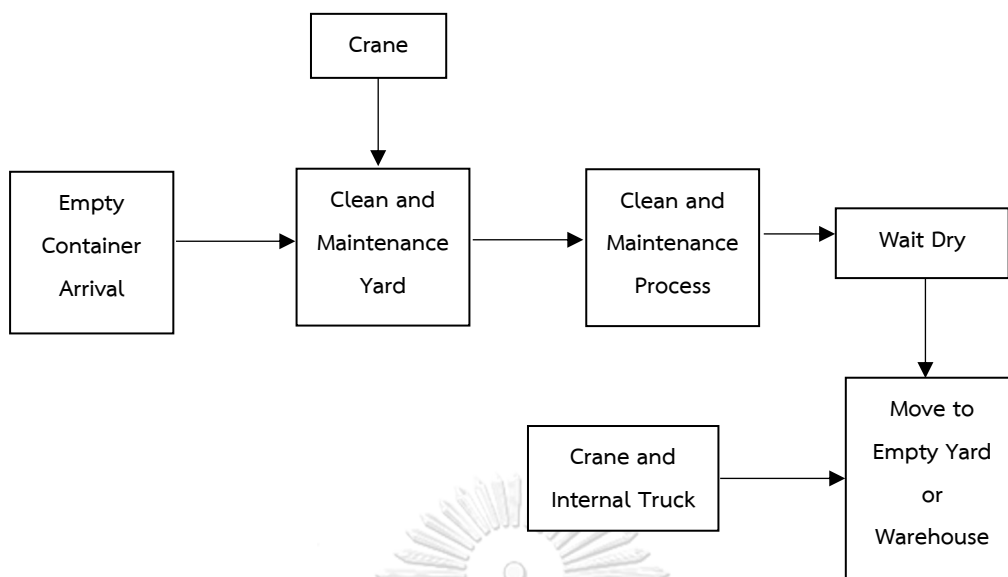 Crane
Empty
Container
Arrival
Clean and
Maintenance
Yard
Clean and
Maintenance
Process
Wait Dry
Crane and
Internal Truck
Move to
Empty Yard
or
Warehouse